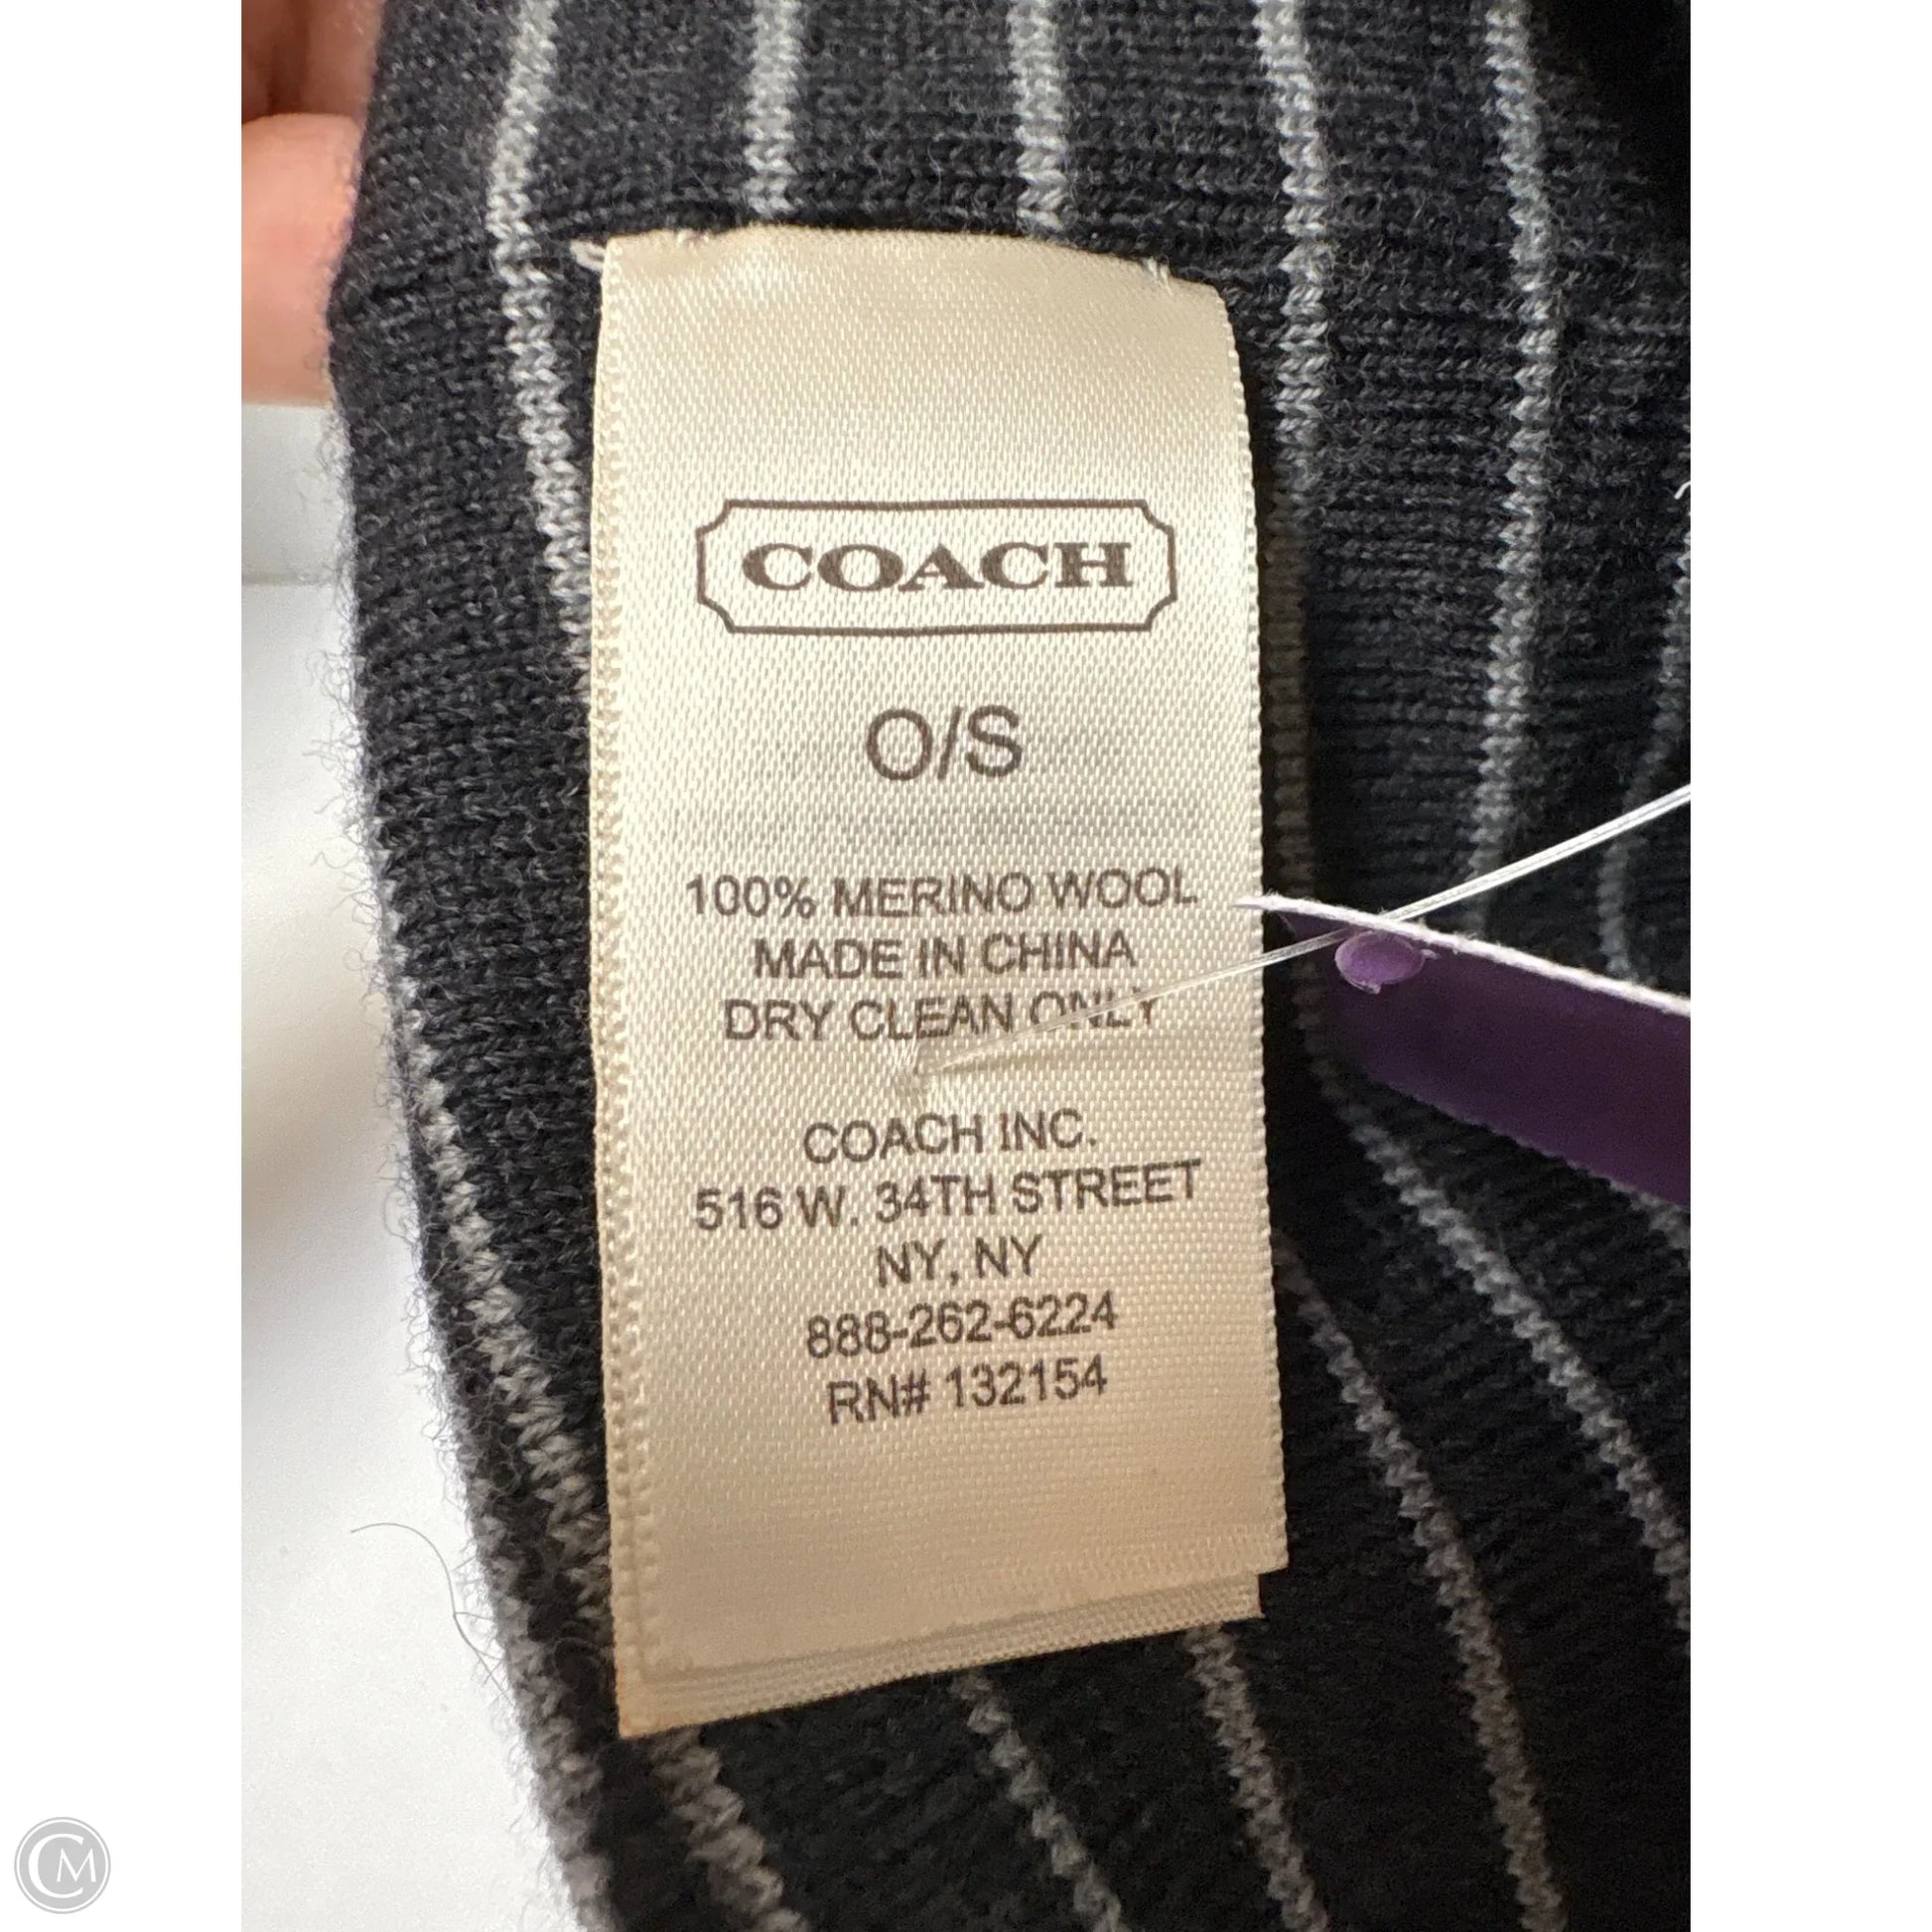 COACH
O/S
100% MERINO WOOL
MADE IN CHINA
DRY CLEAN ONLY
COACH INC.
516 W. 34TH STREET
NY, NY
888-262-6224
RN# 132154
CM